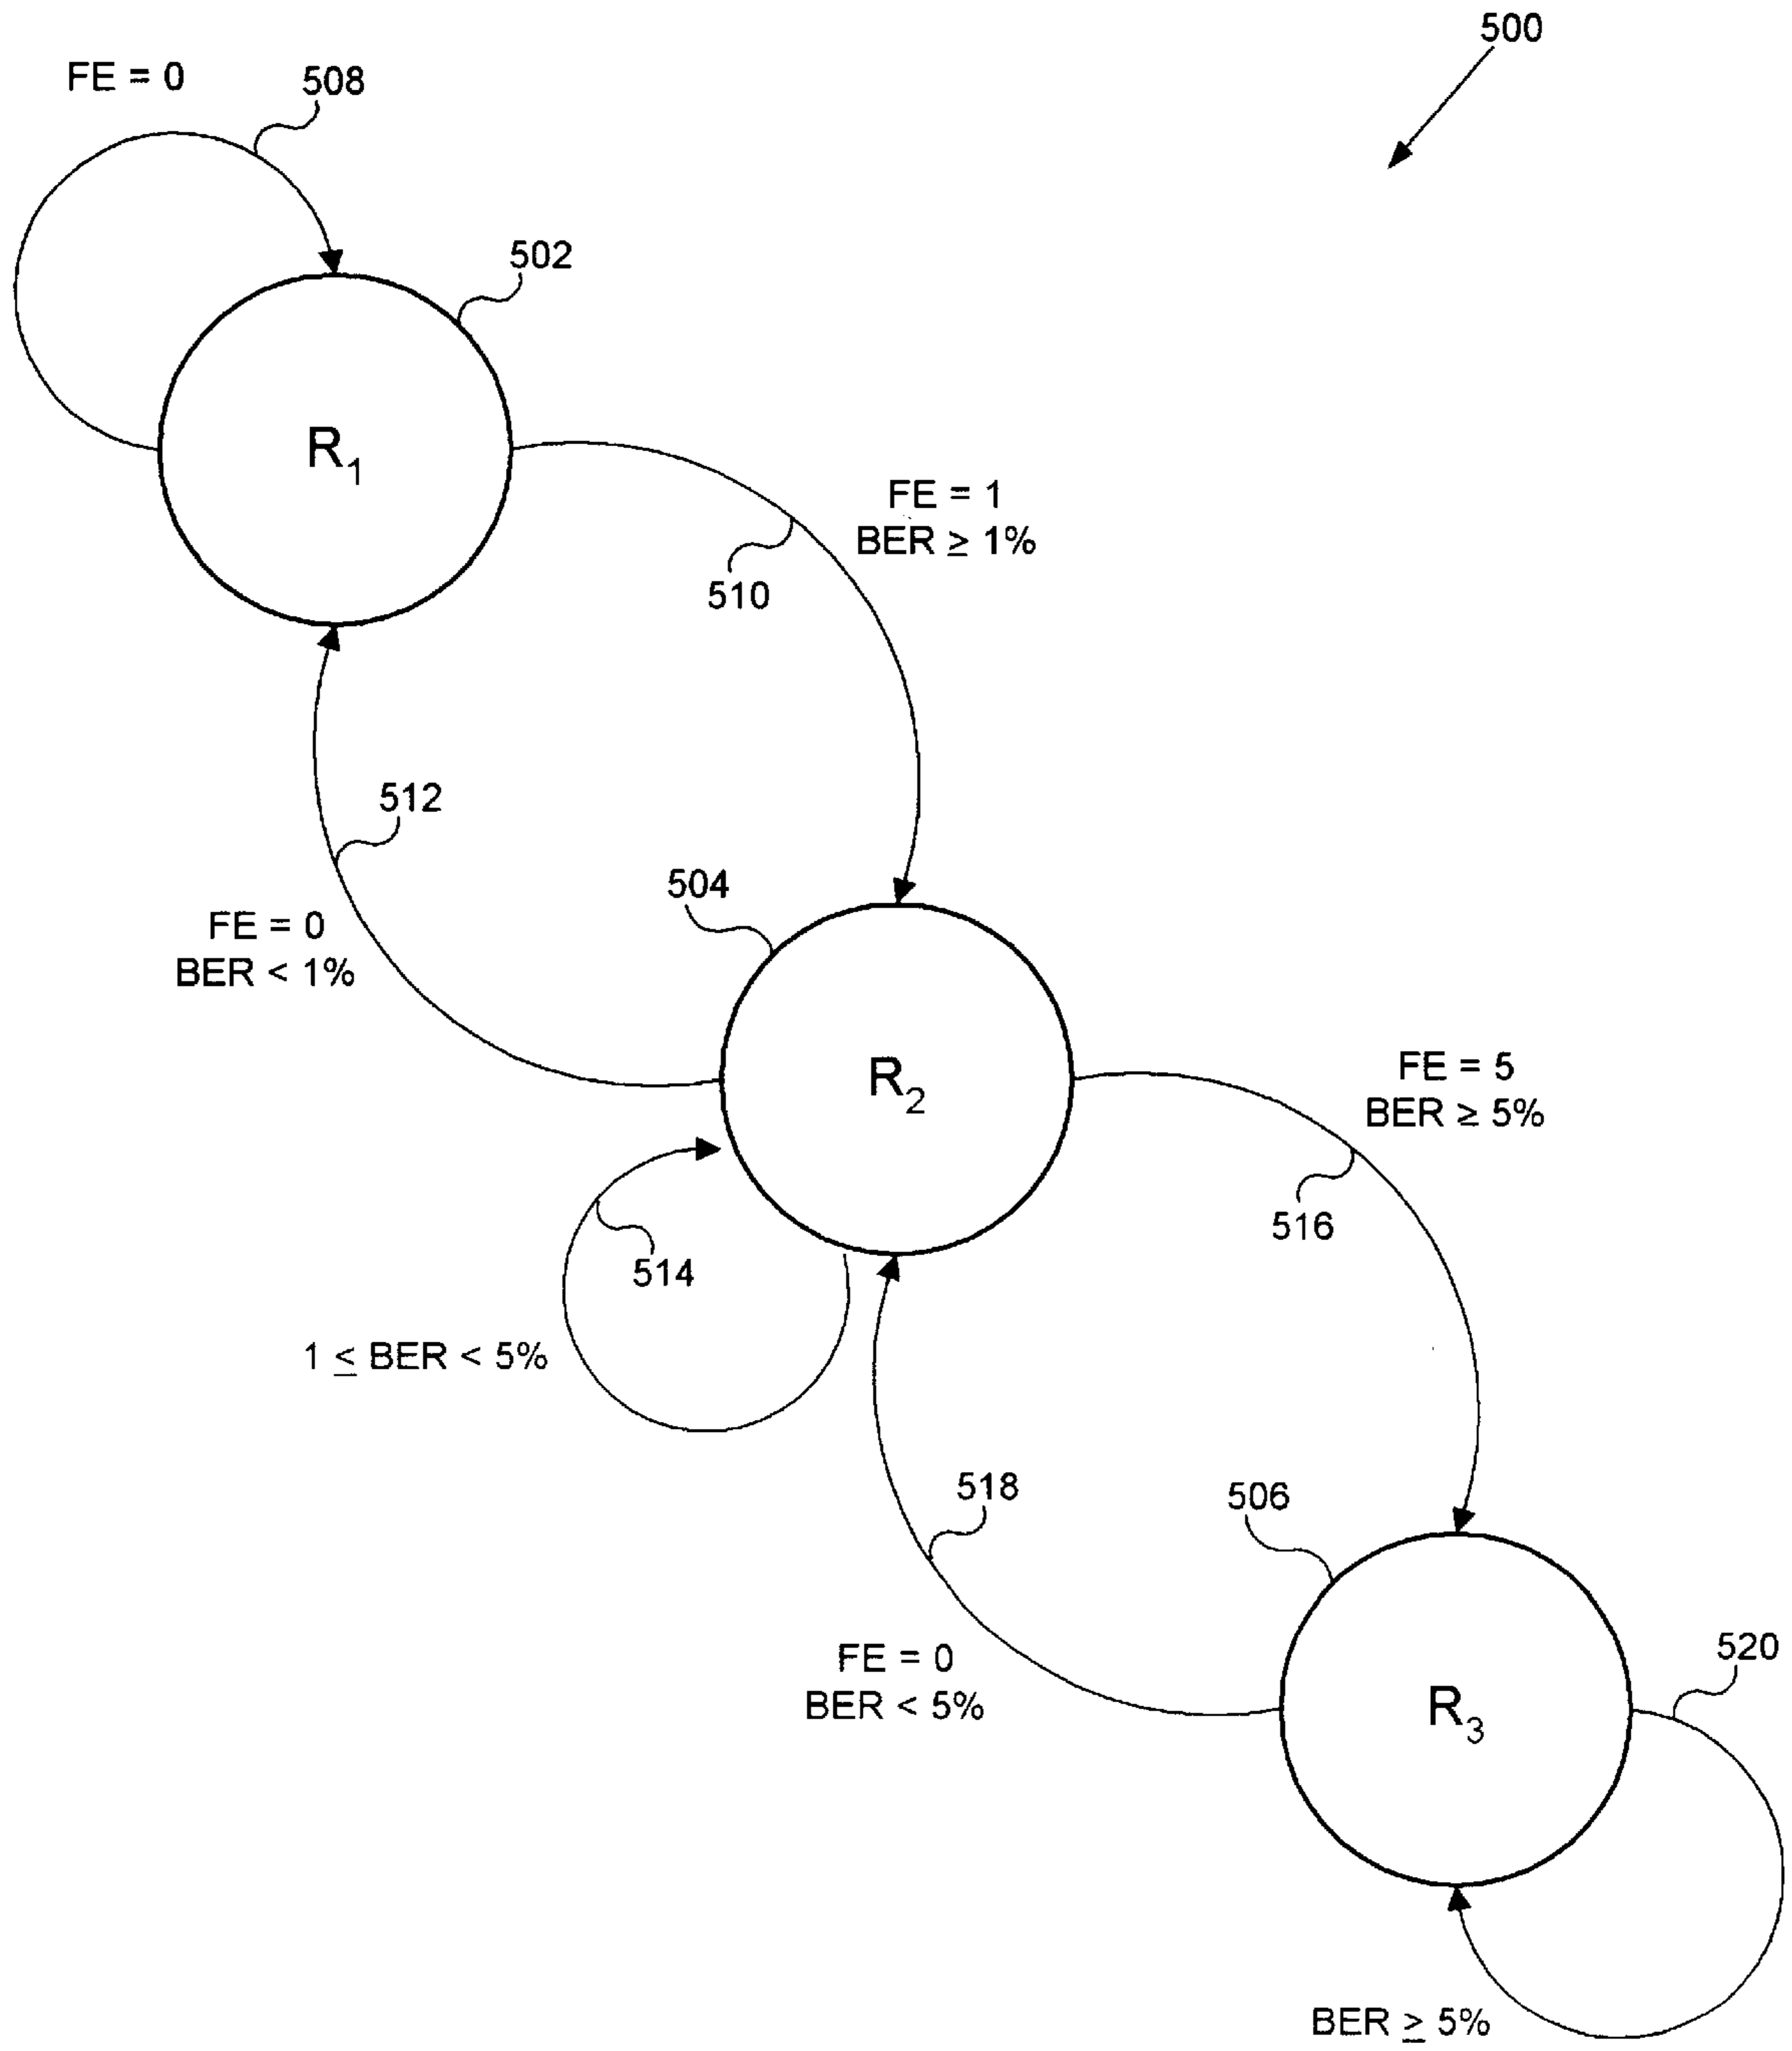 500
FE = 0
508
502
R1
FE = 1
BER ≥ 1%
510
512
504
FE = 0
BER < 1%
R2
FE = 5
BER ≥ 5%
516
514
1 ≤ BER < 5%
518
506
FE = 0
BER < 5%
520
R3
BER ≥ 5%